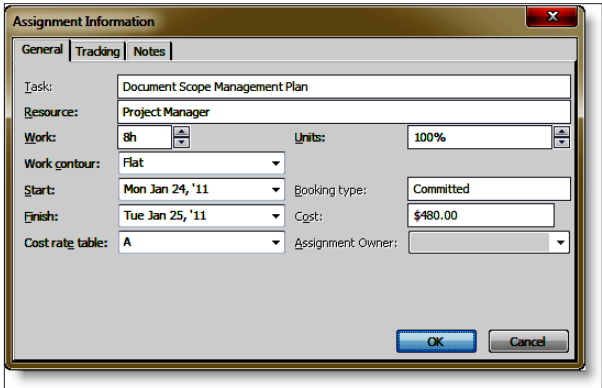 Assignment Information
General Tracking Notes
Task: Document Scope Management Plan
Resource: Project Manager
Work: 8h Units: 100%
Work contour: Flat
Start: Mon Jan 24, '11 Booking type: Committed
Finish: Tue Jan 25, '11 Cost: $480.00
Cost rate table: A Assignment Owner:
OK Cancel